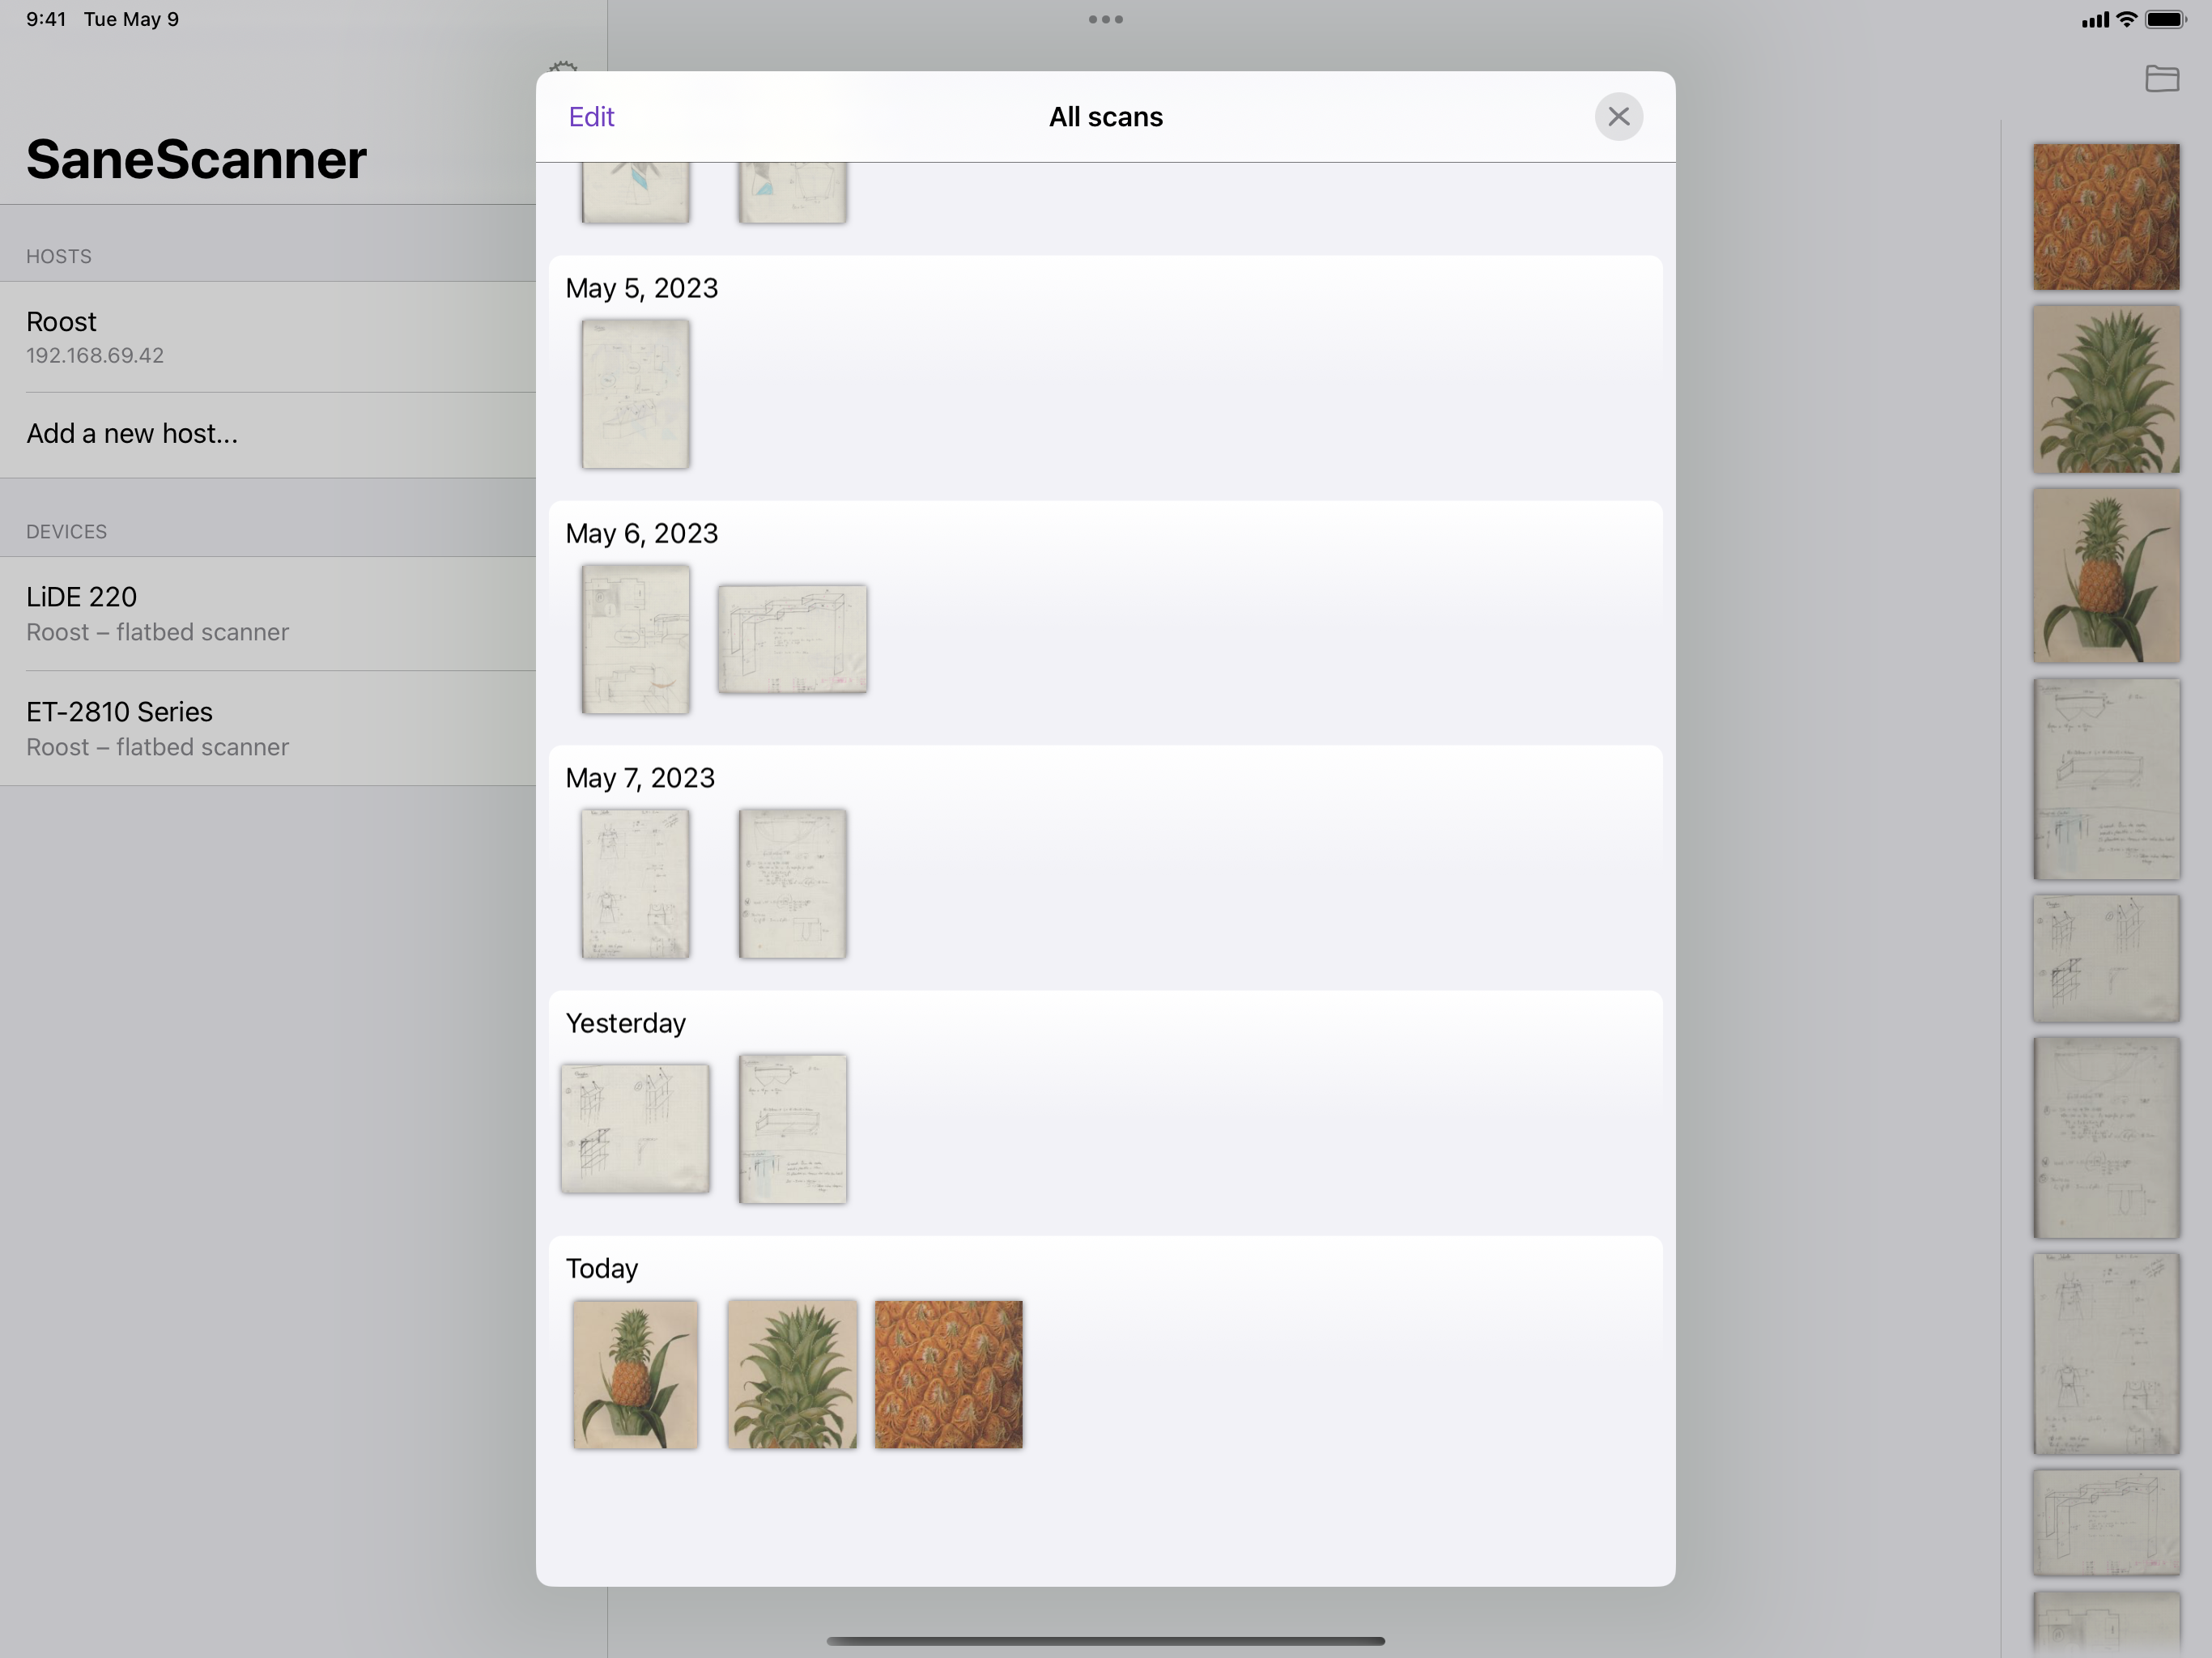 9:41 Tue May 9
SaneScanner
HOSTS
Roost
192.168.69.42
Add a new host...
DEVICES
LiDE 220
Roost – flatbed scanner
ET-2810 Series
Roost – flatbed scanner
Edit
All scans
May 5, 2023
May 6, 2023
May 7, 2023
Yesterday
Today